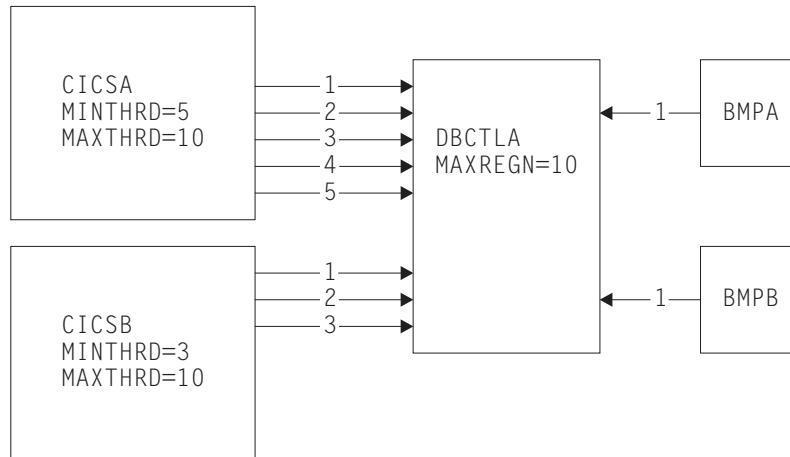 CICSA
MINTHRD=5
MAXTHRD=10
1
2
3
4
5
DBCTLA
MAXREGN=10
1
BMPA
CICSB
MINTHRD=3
MAXTHRD=10
1
2
3
1
BMPB